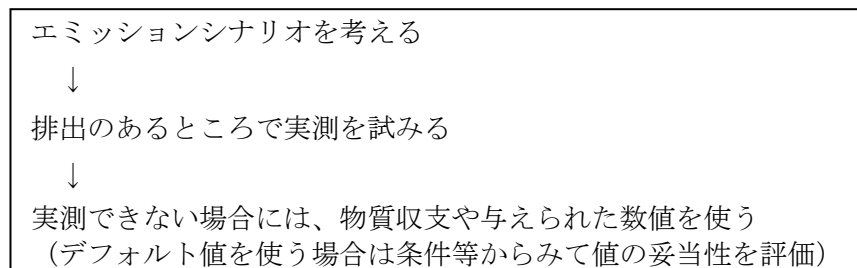 エミッションシナリオを考える
↓
排出のあるところで実測を試みる
↓
実測できない場合には、物質収支や与えられた数値を使う
（デフォルト値を使う場合は条件等からみて値の妥当性を評価）